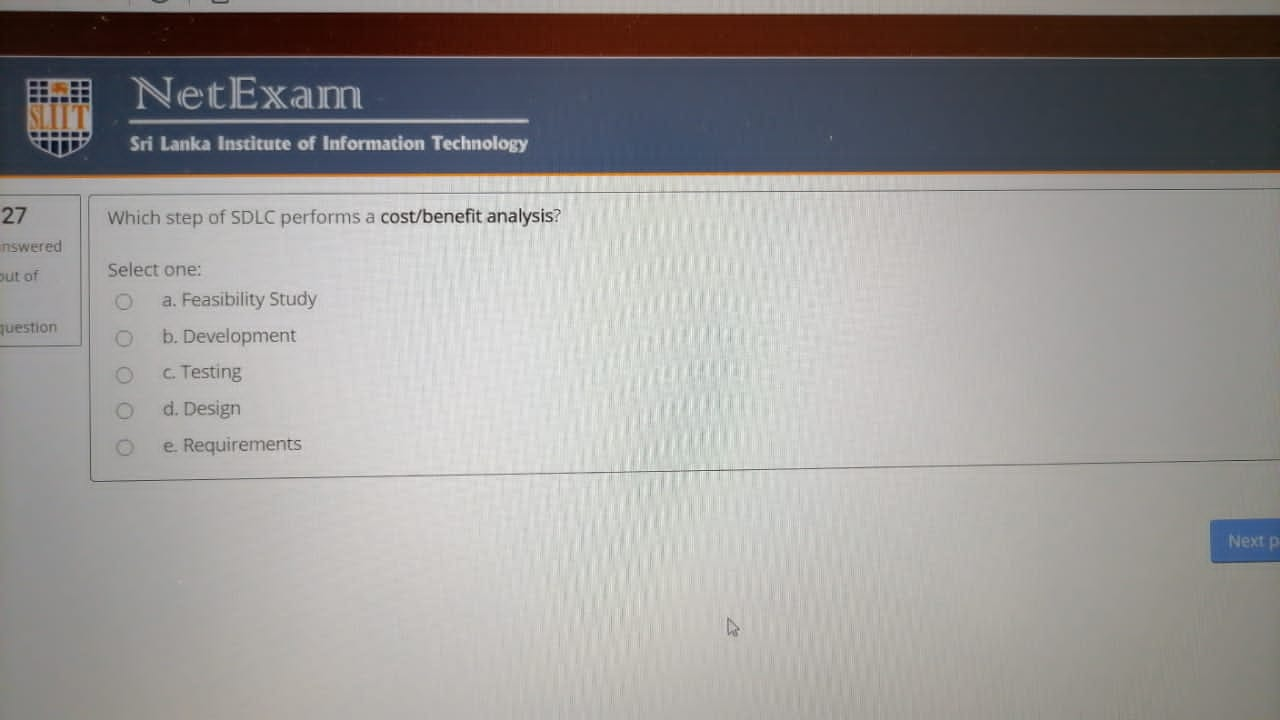 SLIIT
NetExam
Sri Lanka Institute of Information Technology
27
nswered
out of
question
Which step of SDLC performs a cost/benefit analysis?
Select one:
a. Feasibility Study
b. Development
c. Testing
d. Design
e. Requirements
Next p